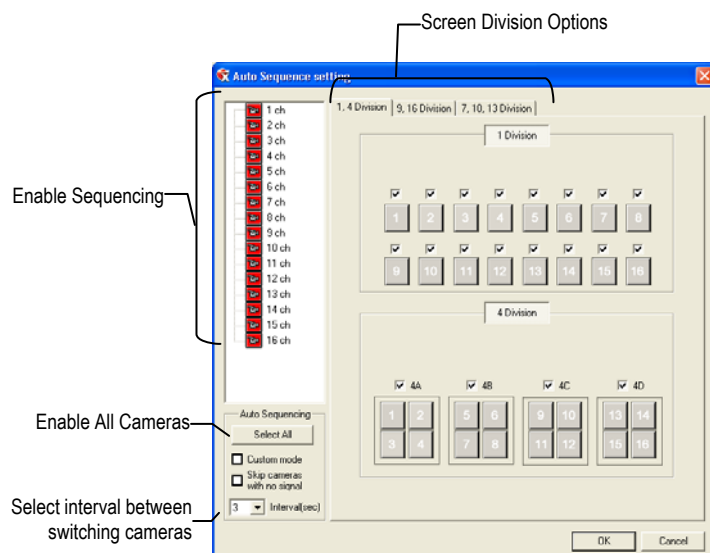 Screen Division Options
Auto Sequence setting
1 ch
2 ch
3 ch
4 ch
5 ch
6 ch
7 ch
8 ch
9 ch
10 ch
11 ch
12 ch
13 ch
14 ch
15 ch
16 ch
Enable Sequencing
1, 4 Division
9, 16 Division
7, 10, 13 Division
1 Division
1 2 3 4 5 6 7 8
9 10 11 12 13 14 15 16
4 Division
4A 4B 4C 4D
1 2 5 6 9 10 13 14
3 4 7 8 11 12 15 16
Enable All Cameras
Auto Sequencing
Select All
Custom mode
Skip cameras
with no signal
Select interval between
switching cameras
3 Interval(sec)
OK Cancel